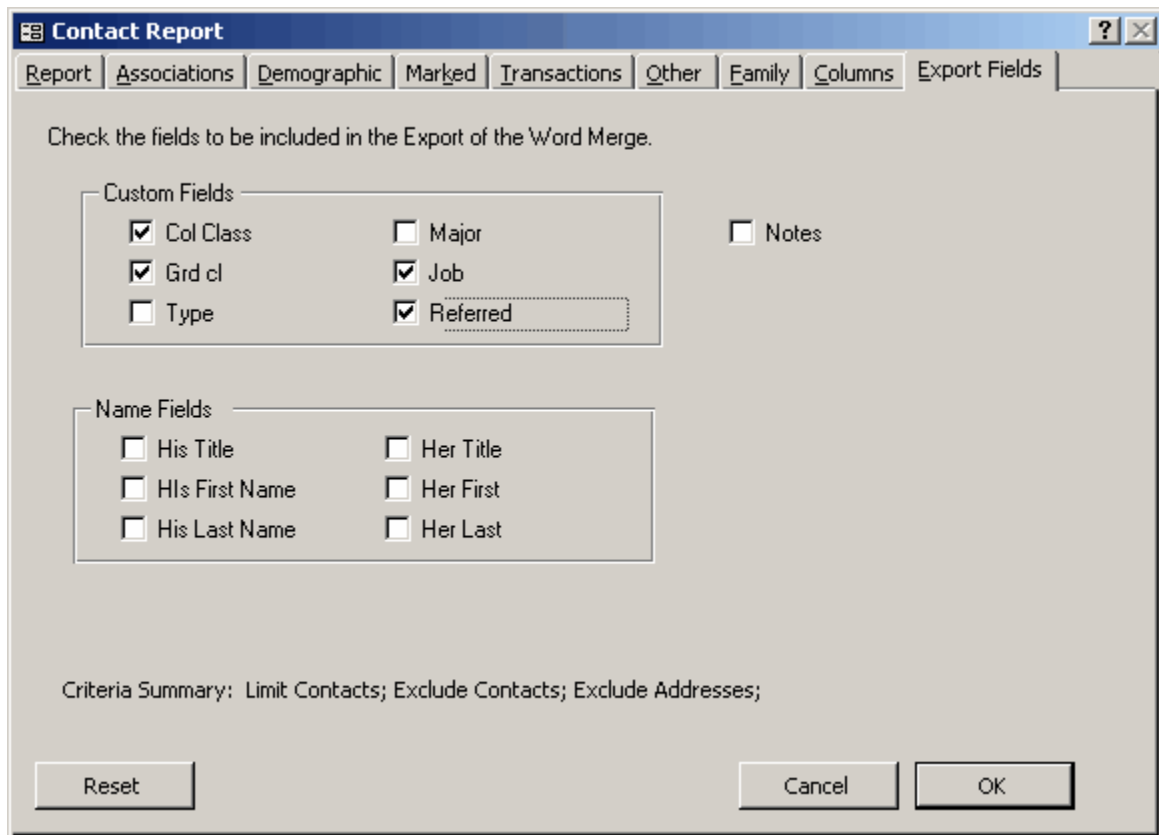 Contact Report
Report Associations Demographic Marked Transactions Other Family Columns Export Fields
Check the fields to be included in the Export of the Word Merge.
Custom Fields
Col Class Major Notes
Grd cl Job
Type Referred
Name Fields
His Title Her Title
HIs First Name Her First
His Last Name Her Last
Criteria Summary: Limit Contacts; Exclude Contacts; Exclude Addresses;
Reset Cancel OK